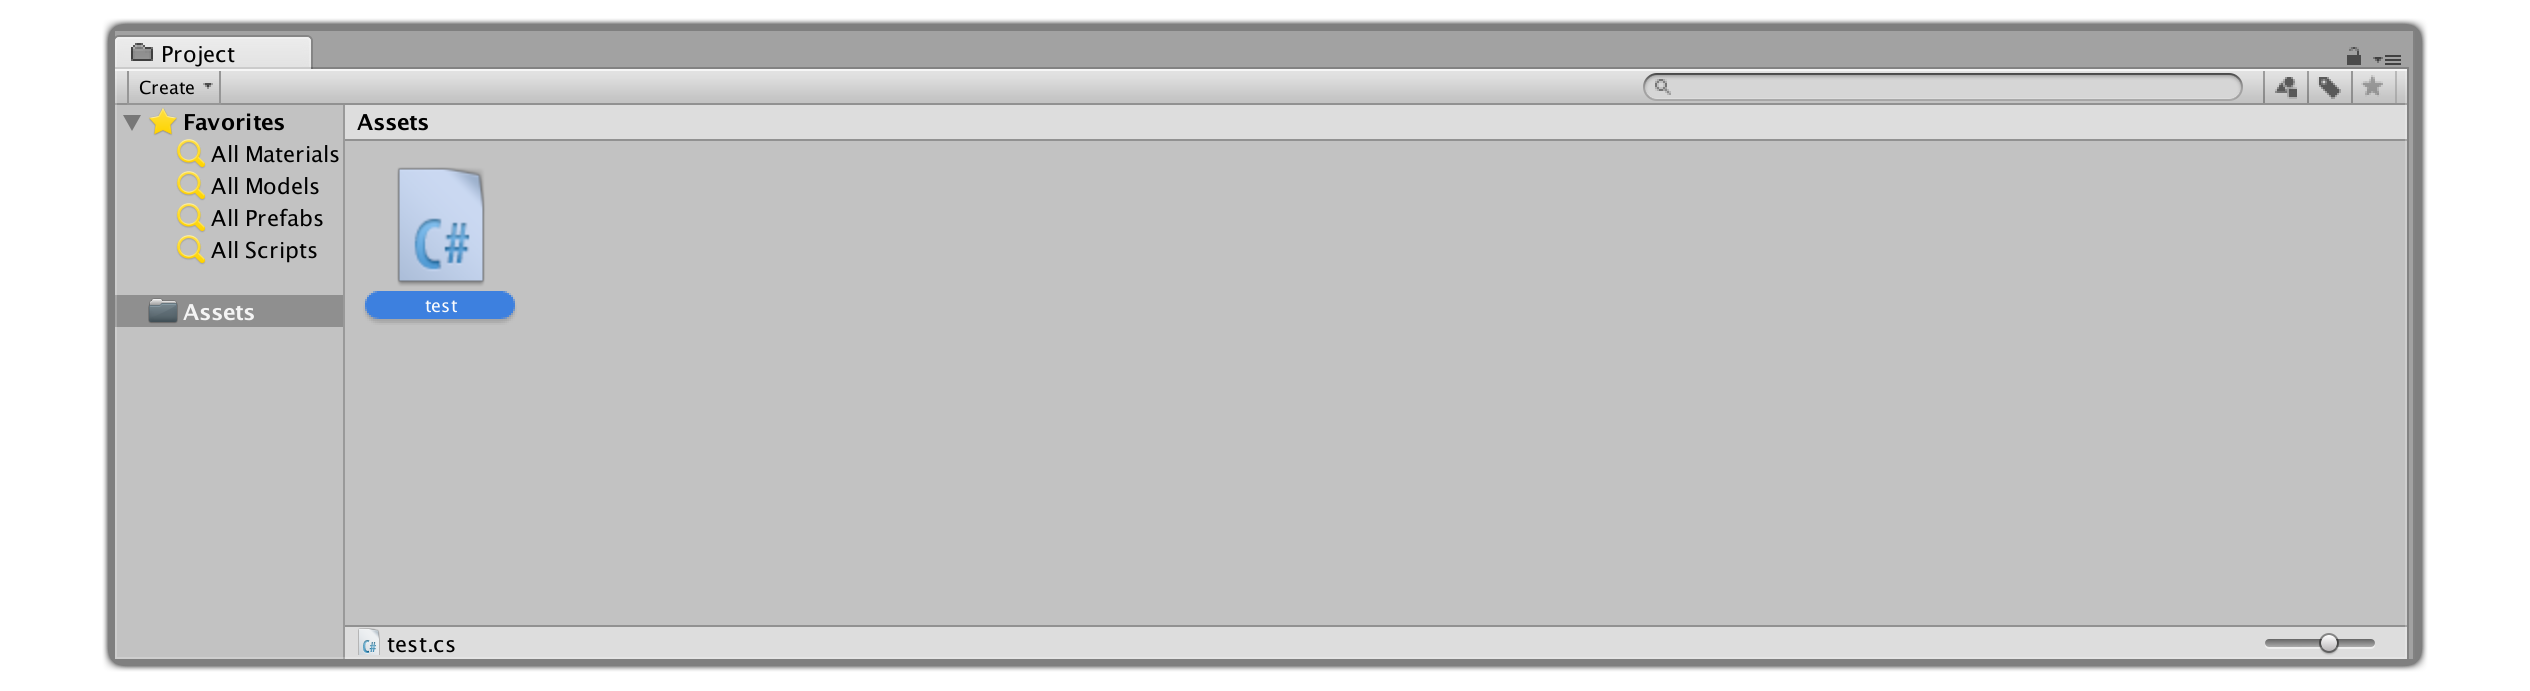 Project
Create
Favorites
All Materials
All Models
All Prefabs
All Scripts
Assets
Assets
C#
test
C# test.cs